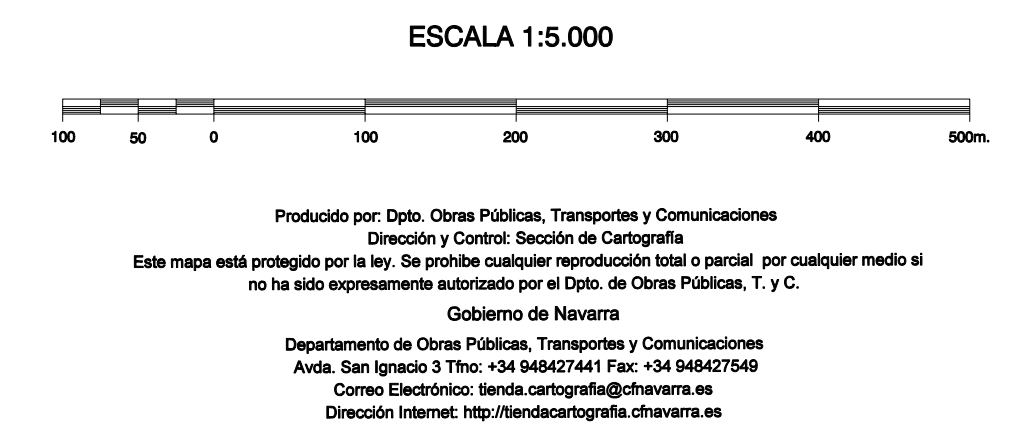 ESCALA 1:5.000
100 50 0 100 200 300 400 500m.
Producido por: Dpto. Obras Públicas, Transportes y Comunicaciones
Dirección y Control: Sección de Cartografía
Este mapa está protegido por la ley. Se prohibe cualquier reproducción total o parcial por cualquier medio si
no ha sido expresamente autorizado por el Dpto. de Obras Públicas, T. y C.
Gobierno de Navarra
Departamento de Obras Públicas, Transportes y Comunicaciones
Avda. San Ignacio 3 Tfno: +34 948427441 Fax: +34 948427549
Correo Electrónico: tienda.cartografia@cfnavarra.es
Dirección Internet: http://tiendacartografia.cfnavarra.es